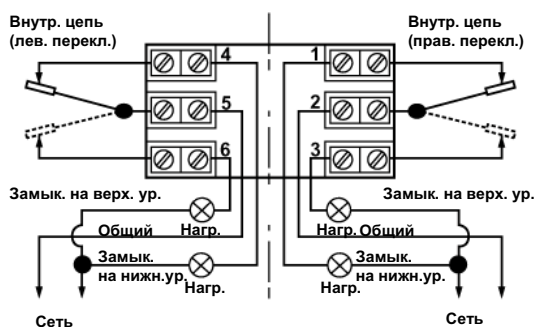 Внутр. цепь
(лев. перекл.)
Внутр. цепь
(прав. перекл.)
4
1
5
2
6
3
Замык. на верх. ур.
Замык. на верх. ур.
Общий
Нагр.
Нагр.
Общий
Замык.
на нижн.ур.
Нагр.
Нагр.
Замык.
на нижн.ур.
Сеть
Сеть